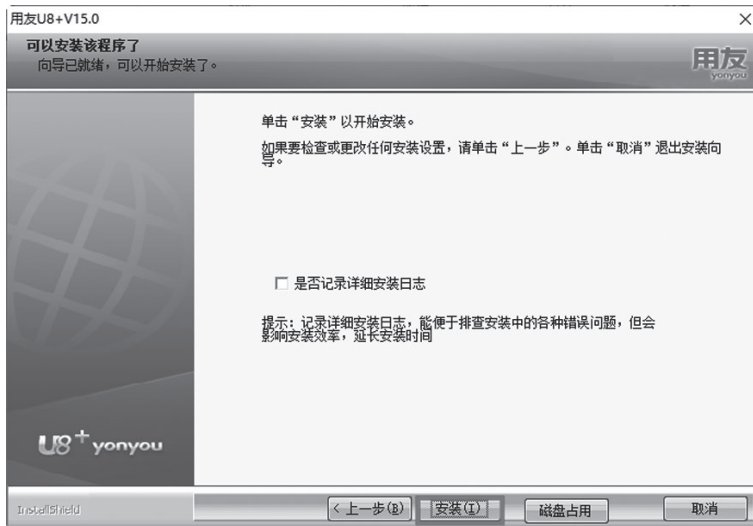 用友U8+V15.0
可以安装该程序了
向导已就绪，可以开始安装了。
用友
yonyou
单击“安装”以开始安装。
如果要检查或更改任何安装设置，请单击“上一步”。单击“取消”退出安装向
导。
是否记录详细安装日志
提示：记录详细安装日志，能便于排查安装中的各种错误问题，但会
影响安装效率，延长安装时间
U8+ yonyou
InstallShield
< 上一步(B) 安装(I) 磁盘占用 取消